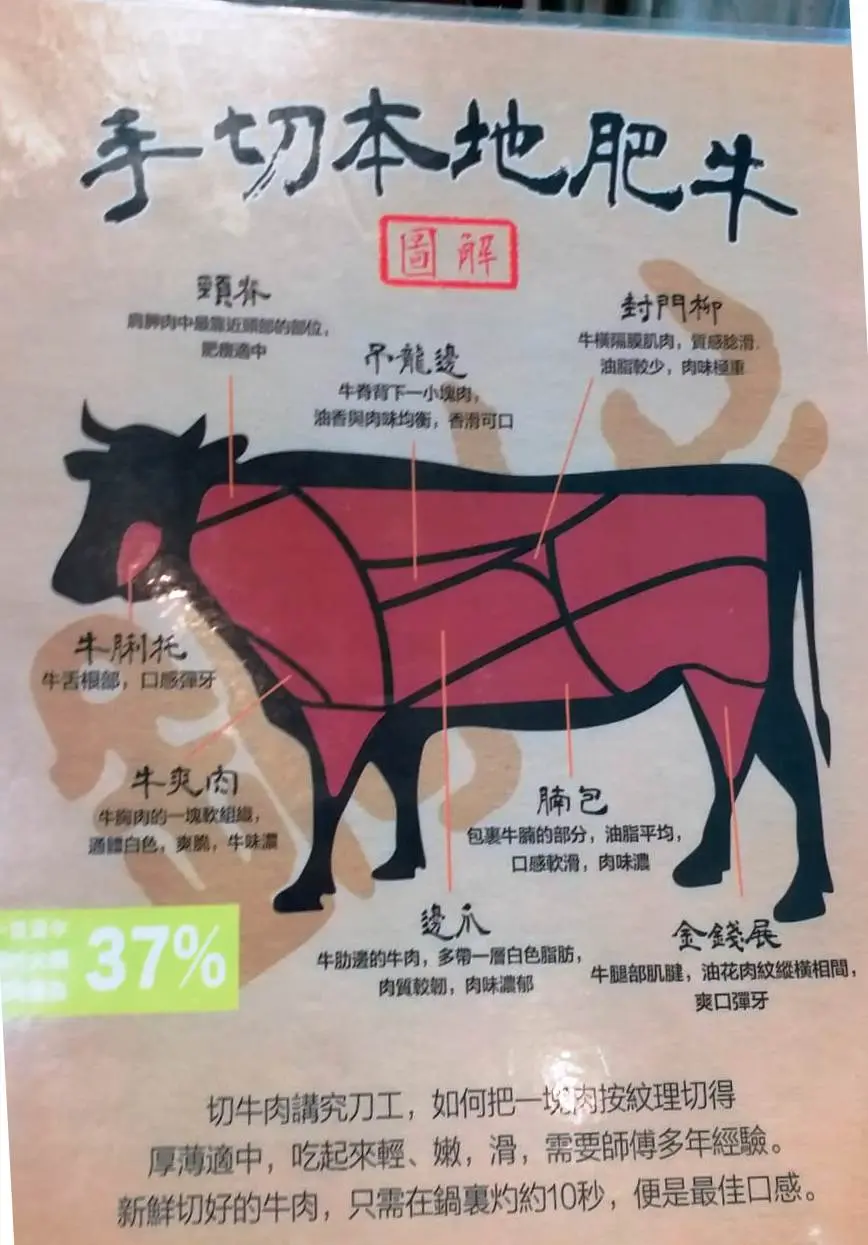 手切本地肥牛
圖解
頸脊
肩脾肉中最靠近頭部的部位，
肥瘦適中
吊龍邊
牛脊背下一小塊肉，
油香與肉味均衡，香滑可口
封門柳
牛橫隔膜肌肉，質感腍滑，
油脂較少，肉味極重
牛脷托
牛舌根部，口感彈牙
牛爽肉
牛胸肉的一塊軟組織，
通體白色，爽脆，牛味濃
腩包
包裹牛腩的部分，油脂平均，
口感軟滑，肉味濃
邊爪
牛肋邊的牛肉，多帶一層白色脂肪，
肉質較韌，肉味濃郁
金錢展
牛腿部肌腱，油花肉紋縱橫相間，
爽口彈牙
37%
切牛肉講究刀工，如何把一塊肉按紋理切得
厚薄適中，吃起來輕、嫩，滑，需要師傅多年經驗。
新鮮切好的牛肉，只需在鍋裏灼約10秒，便是最佳口感。